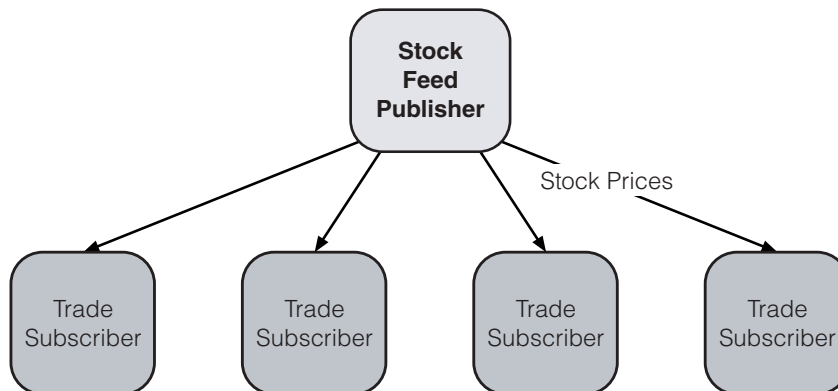 Stock
Feed
Publisher
Stock Prices
Trade
Subscriber
Trade
Subscriber
Trade
Subscriber
Trade
Subscriber